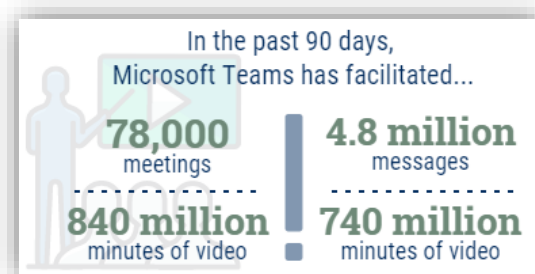 In the past 90 days,
Microsoft Teams has facilitated...
78,000
meetings
4.8 million
messages
840 million
minutes of video
740 million
minutes of video